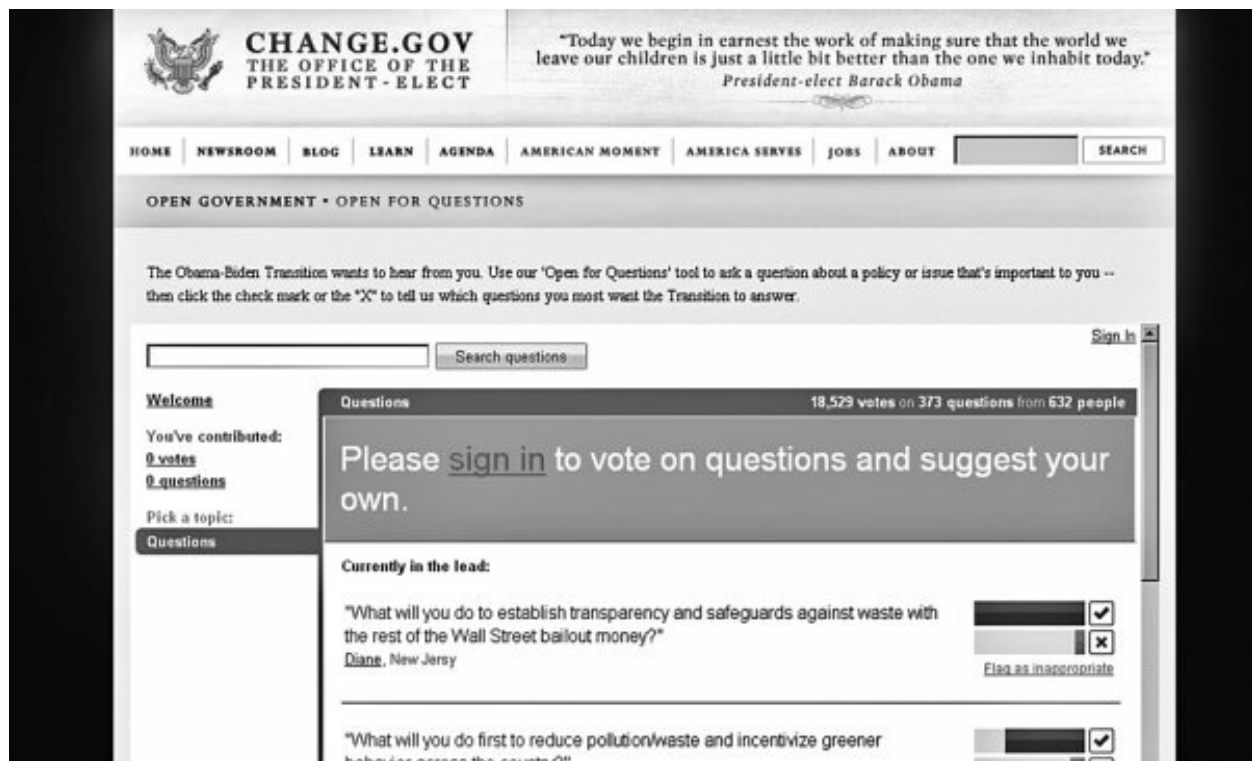 CHANGE.GOV
THE OFFICE OF THE
PRESIDENT-ELECT
"Today we begin in earnest the work of making sure that the world we
leave our children is just a little bit better than the one we inhabit today."
President-elect Barack Obama
HOME NEWSROOM BLOG LEARN AGENDA AMERICAN MOMENT AMERICA SERVES JOBS ABOUT SEARCH
OPEN GOVERNMENT • OPEN FOR QUESTIONS
The Obama-Biden Transition wants to hear from you. Use our 'Open for Questions' tool to ask a question about a policy or issue that's important to you --
then click the check mark or the "X" to tell us which questions you most want the Transition to answer.
Sign In
Search questions
Welcome
You've contributed:
0 votes
0 questions
Pick a topic:
Questions
Questions 18,529 votes on 373 questions from 632 people
Please sign in to vote on questions and suggest your
own.
Currently in the lead:
"What will you do to establish transparency and safeguards against waste with
the rest of the Wall Street bailout money?"
Diane, New Jersy
Flag as inappropriate
"What will you do first to reduce pollution/waste and incentivize greener
behavior across the country?"